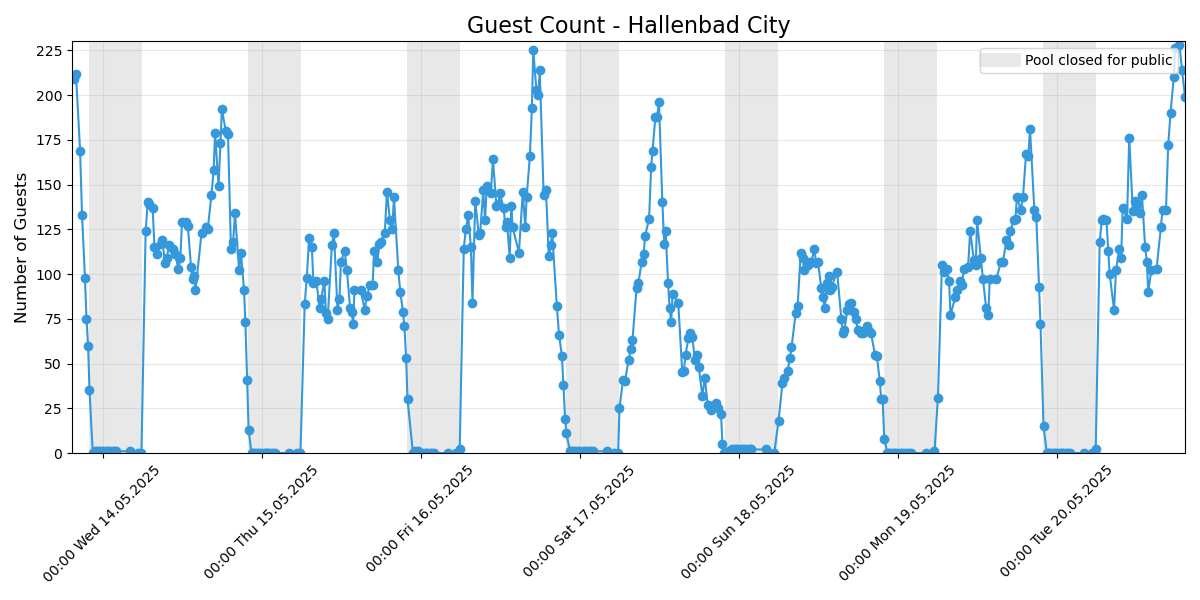 Guest Count - Hallenbad City
Pool closed for public
Number of Guests
225
200
175
150
125
100
75
50
25
0
00:00 Wed 14.05.2025
00:00 Thu 15.05.2025
00:00 Fri 16.05.2025
00:00 Sat 17.05.2025
00:00 Sun 18.05.2025
00:00 Mon 19.05.2025
00:00 Tue 20.05.2025